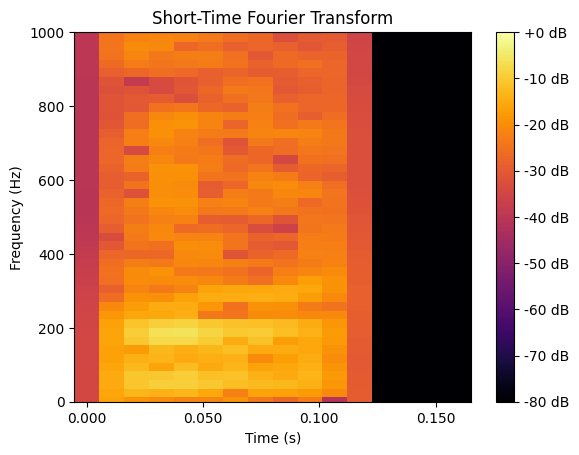 Short-Time Fourier Transform
1000
800
600
400
200
0
Frequency (Hz)
0.000
0.050
0.100
0.150
Time (s)
+0 dB
-10 dB
-20 dB
-30 dB
-40 dB
-50 dB
-60 dB
-70 dB
-80 dB